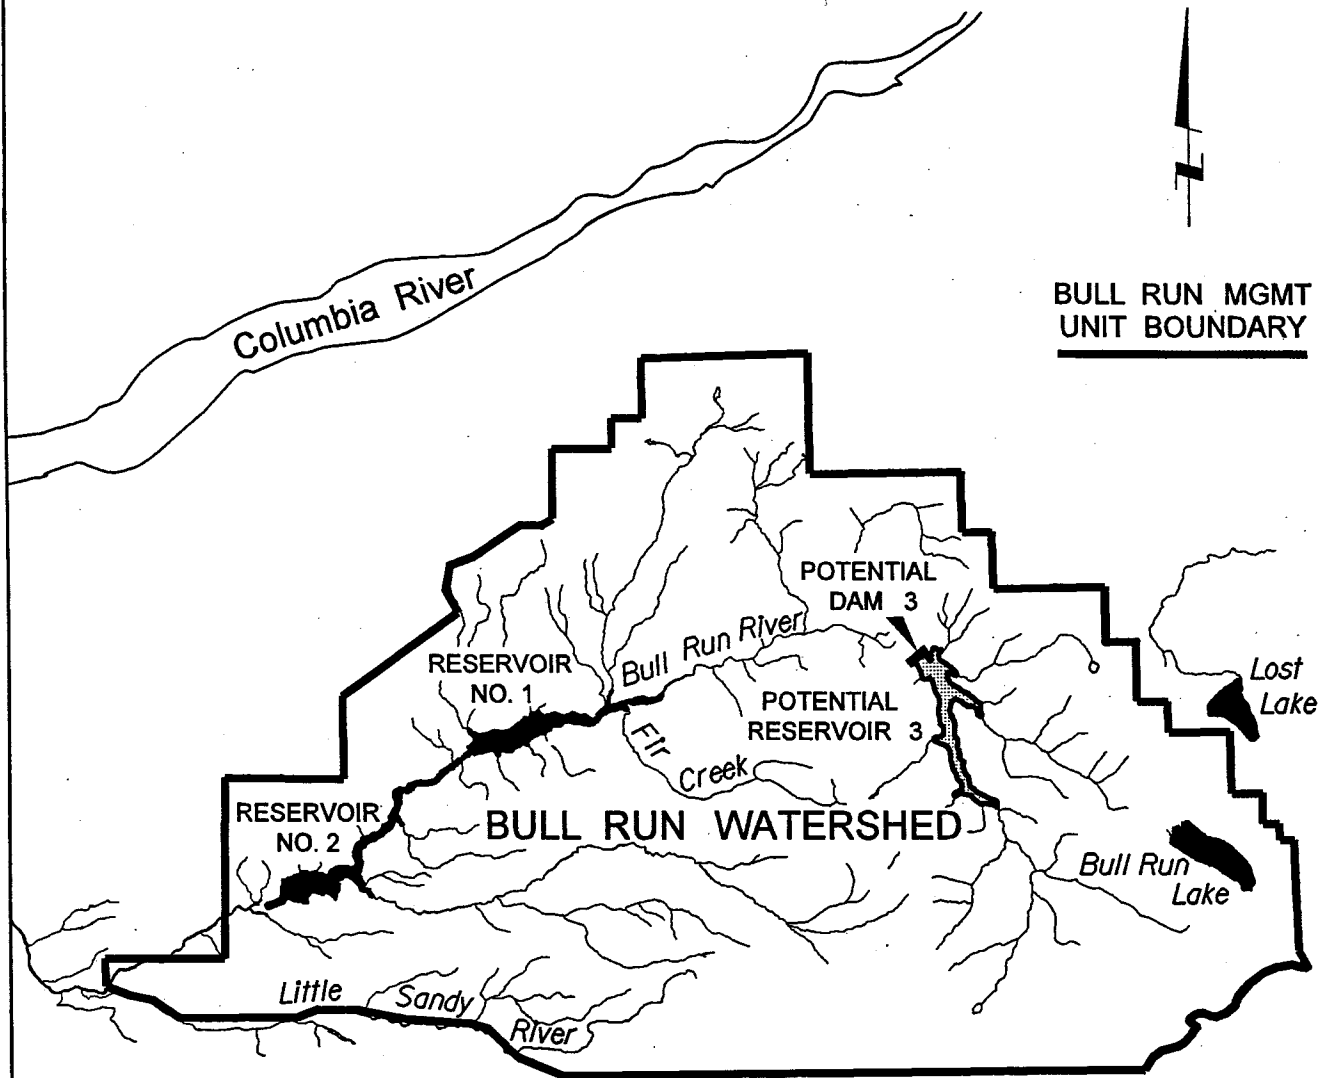 Columbia River
N
BULL RUN MGMT
UNIT BOUNDARY
POTENTIAL
DAM 3
Bull Run River
RESERVOIR
NO. 1
Lost
Lake
POTENTIAL
RESERVOIR 3
Fir
Creek
RESERVOIR
NO. 2
BULL RUN WATERSHED
Bull Run
Lake
Little
Sandy
River